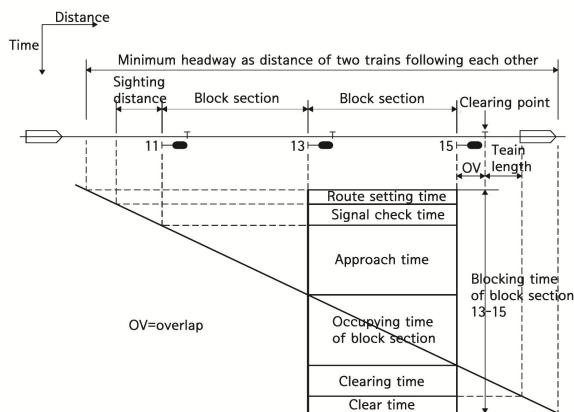 Distance
Time
Minimum headway as distance of two trains following each other
Sighting
distance
Block section
Block section
Clearing point
11
13
15
OV
Teain
length
Route setting time
Signal check time
Approach time
Blocking time
of block section
13-15
OV=overlap
Occupying time
of block section
Clearing time
Clear time